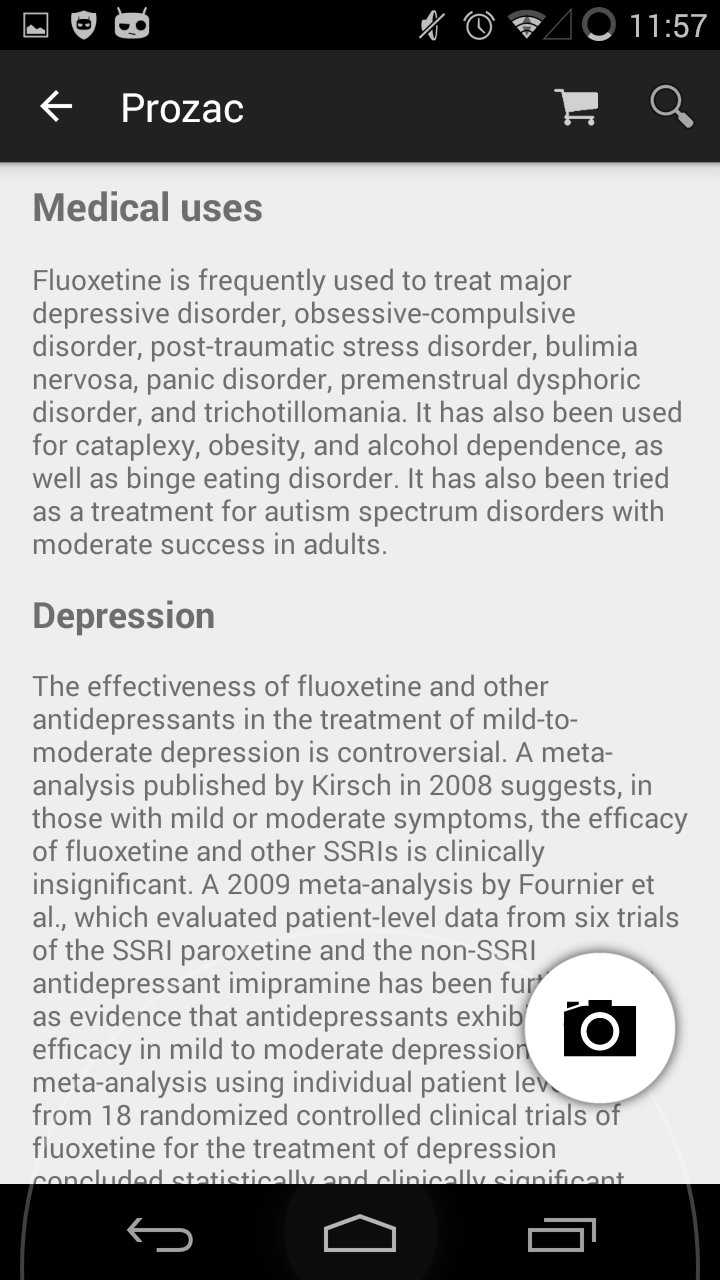 11:57
Prozac
Medical uses
Fluoxetine is frequently used to treat major
depressive disorder, obsessive-compulsive
disorder, post-traumatic stress disorder, bulimia
nervosa, panic disorder, premenstrual dysphoric
disorder, and trichotillomania. It has also been used
for cataplexy, obesity, and alcohol dependence, as
well as binge eating disorder. It has also been tried
as a treatment for autism spectrum disorders with
moderate success in adults.
Depression
The effectiveness of fluoxetine and other
antidepressants in the treatment of mild-to-
moderate depression is controversial. A meta-
analysis published by Kirsch in 2008 suggests, in
those with mild or moderate symptoms, the efficacy
of fluoxetine and other SSRIs is clinically
insignificant. A 2009 meta-analysis by Fournier et
al., which evaluated patient-level data from six trials
of the SSRI paroxetine and the non-SSRI
antidepressant imipramine has been
as evidence that antidepressants
efficacy in mild to moderate depression
meta-analysis using individual patient
from 18 randomized controlled clinical trials of
fluoxetine for the treatment of depression
concluded statistically and clinically significant